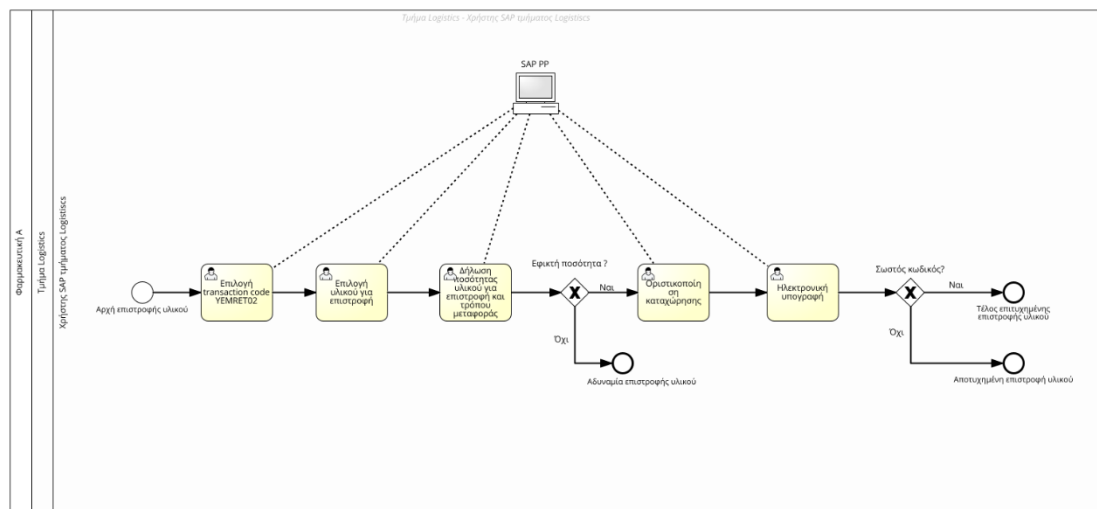 Τμήμα Logistics - Χρήστης SAP τμήματος Logistiscs
SAP PP
Φαρμακευτική Α
Τμήμα Logistics
Χρήστης SAP τμήματος Logistiscs
Αρχή επιστροφής υλικού
Επιλογή
transaction code
YEMRET02
Επιλογή
υλικού για
επιστροφή
Δήλωση
ποσότητας
υλικού για
επιστροφή και
τρόπου
μεταφοράς
Εφικτή ποσότητα ?
Ναι
Όχι
Αδυναμία επιστροφής υλικού
Οριστικοποίη
ση
καταχώρησης
Ηλεκτρονική
υπογραφή
Σωστός κωδικός?
Ναι
Τέλος επιτυχημένης
επιστροφής υλικού
Όχι
Αποτυχημένη επιστροφή υλικού